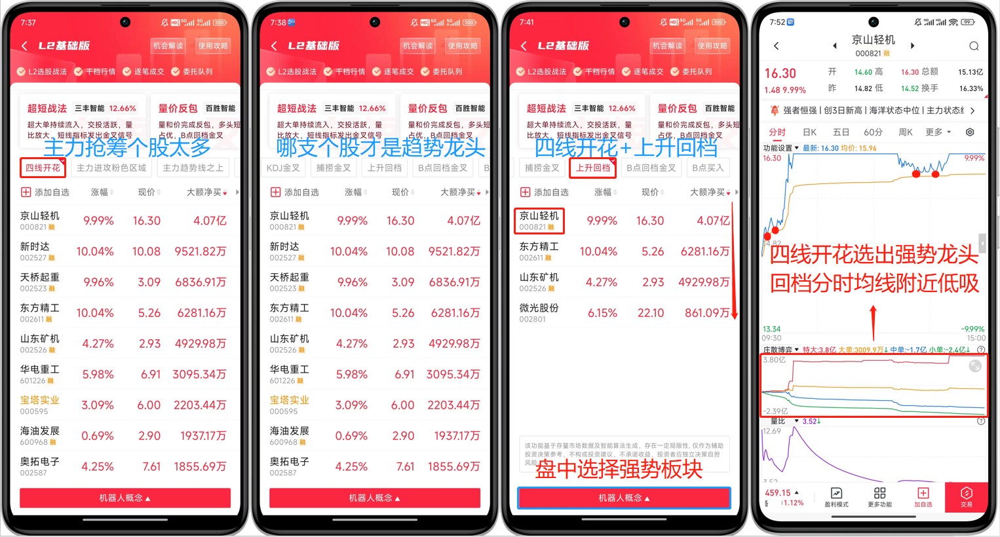 7:37
HD 5G 5G 100
L2基础版
机会解读 使用攻略
L2选股战法 千档行情 逐笔成交 委托队列
超短战法 三丰智能 12.66%
量价反包 百胜智能
超大单持续流入，交投活跃，量
比放大，短线指标发出金叉信号
量和价完成反包，多头短
占优，B点回档金叉
主力抢筹个股太多
四线开花 主力进攻粉色区域 主力趋势线之上
添加自选 涨幅 现价 大额净买
京山轻机 9.99% 16.30 4.07亿
000821 融
新时达 10.04% 10.08 9521.82万
002527 融
天桥起重 9.96% 3.09 6836.91万
002523 融
东方精工 10.04% 5.26 6281.16万
002611 融
山东矿机 4.27% 2.93 4929.98万
002526 融
华电重工 5.98% 6.91 3095.34万
601226 融
宝塔实业 3.09% 6.00 2203.44万
000595
海油发展 0.69% 2.90 1937.17万
600968 融
奥拓电子 4.25% 7.61 1855.69万
002587
机器人概念▲
7:38
HD 5G 5G 100
L2基础版
机会解读 使用攻略
L2选股战法 千档行情 逐笔成交 委托队列
超短战法 三丰智能 12.66%
量价反包 百胜智能
超大单持续流入，交投活跃，量
比放大，短线指标发出金叉信号
量和价完成反包，多头短
占优，B点回档金叉
哪支个股才是趋势龙头
KDJ金叉 捕捞金叉 上升回档 B点回档金叉 B
添加自选 涨幅 现价 大额净买
京山轻机 9.99% 16.30 4.07亿
000821 融
新时达 10.04% 10.08 9521.82万
002527 融
天桥起重 9.96% 3.09 6836.91万
002523 融
东方精工 10.04% 5.26 6281.16万
002611 融
山东矿机 4.27% 2.93 4929.98万
002526 融
华电重工 5.98% 6.91 3095.34万
601226 融
宝塔实业 3.09% 6.00 2203.44万
000595
海油发展 0.69% 2.90 1937.17万
600968 融
奥拓电子 4.25% 7.61 1855.69万
002587
机器人概念▲
7:41
HD 5G 5G 100
L2基础版
机会解读 使用攻略
L2选股战法 千档行情 逐笔成交 委托队列
超短战法 三丰智能 12.66%
量价反包 百胜智能
超大单持续流入，交投活跃，量
比放大，短线指标发出金叉信号
量和价完成反包，多头短
占优，B点回档金叉
四线开花+上升回档
捕捞金叉 上升回档 B点回档金叉 B点买入
添加自选 涨幅 现价 大额净买
京山轻机 9.99% 16.30 4.07亿
000821 融
东方精工 10.04% 5.26 6281.16万
002611 融
山东矿机 4.27% 2.93 4929.98万
002526 融
微光股份 6.15% 22.10 861.09万
002801
该功能基于存量市场数据及智能算法生成，存在一定局限性，仅作为辅助
投资决策参考，不构成投资建议，不承诺收益，投资者应独立决策自担
风险
盘中选择强势板块
机器人概念▲
7:52
99
京山轻机
000821 融
16.30 开 14.60 高 16.30 总额 15.13亿
1.48 9.99% 昨 14.82 低 14.52 换手 16.33%
强者恒强 | 创3日新高 | 海洋状态中位 | 主力状态
分时 日K 五日 60分 周K 更多
功能设置 最新: 16.30 均价: 15.96
16.30 9.99%
14.82
四线开花选出强势龙头
回档分时均线附近低吸
13.34 -9.99%
09:30 15:00
庄散博弈 特大:3.8亿 大单:3009.9万↓ 中单:-1.7亿 小单:-2.4亿↓
3.80亿
-2.39亿
量比 3.52↓
12.69
3.52
459.15
1.12%
盈利模式 更多功能 加自选 交易